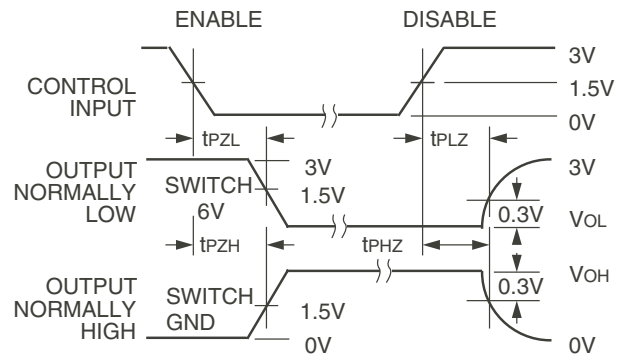 ENABLE DISABLE
3V
CONTROL INPUT 1.5V
0V
tPZL tPLZ
OUTPUT NORMALLY LOW
3V 3V
SWITCH 6V
1.5V
0.3V VOL
tPZH tPHZ
VOH
OUTPUT NORMALLY HIGH
SWITCH GND
0.3V
1.5V
0V 0V